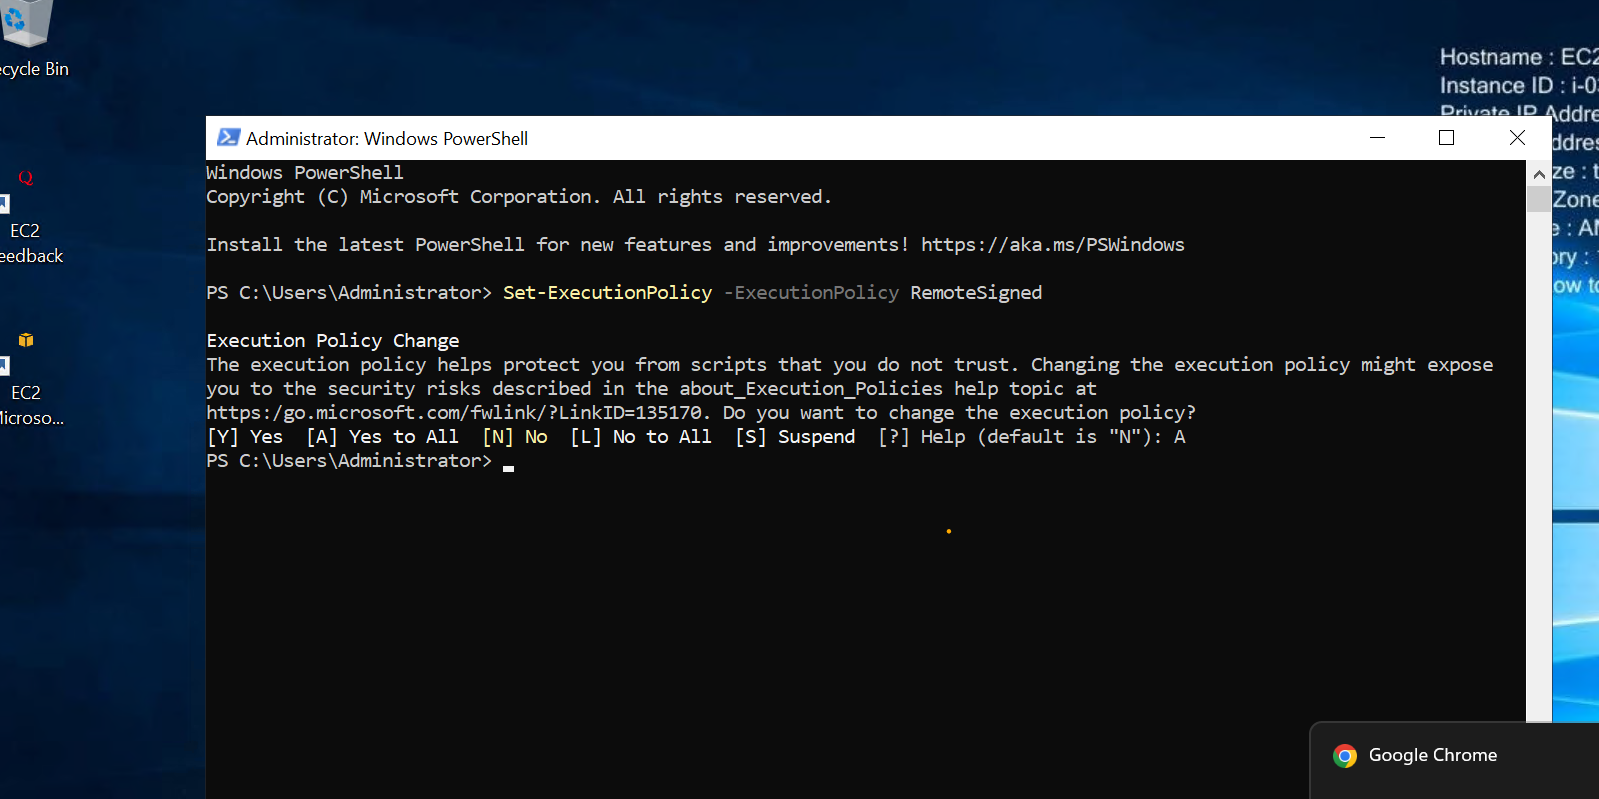 Hostname : EC2
Instance ID : i-03
Private IP Addre
ddres
ze : t
Zone
e : AM
ory :
ow to
ecycle Bin
EC2
eedback
EC2
Microso...
Administrator: Windows PowerShell
Windows PowerShell
Copyright (C) Microsoft Corporation. All rights reserved.
Install the latest PowerShell for new features and improvements! https://aka.ms/PSWindows
PS C:\Users\Administrator> Set-ExecutionPolicy -ExecutionPolicy RemoteSigned
Execution Policy Change
The execution policy helps protect you from scripts that you do not trust. Changing the execution policy might expose
you to the security risks described in the about_Execution_Policies help topic at
https:/go.microsoft.com/fwlink/?LinkID=135170. Do you want to change the execution policy?
[Y] Yes  [A] Yes to All  [N] No  [L] No to All  [S] Suspend  [?] Help (default is "N"): A
PS C:\Users\Administrator>
Google Chrome